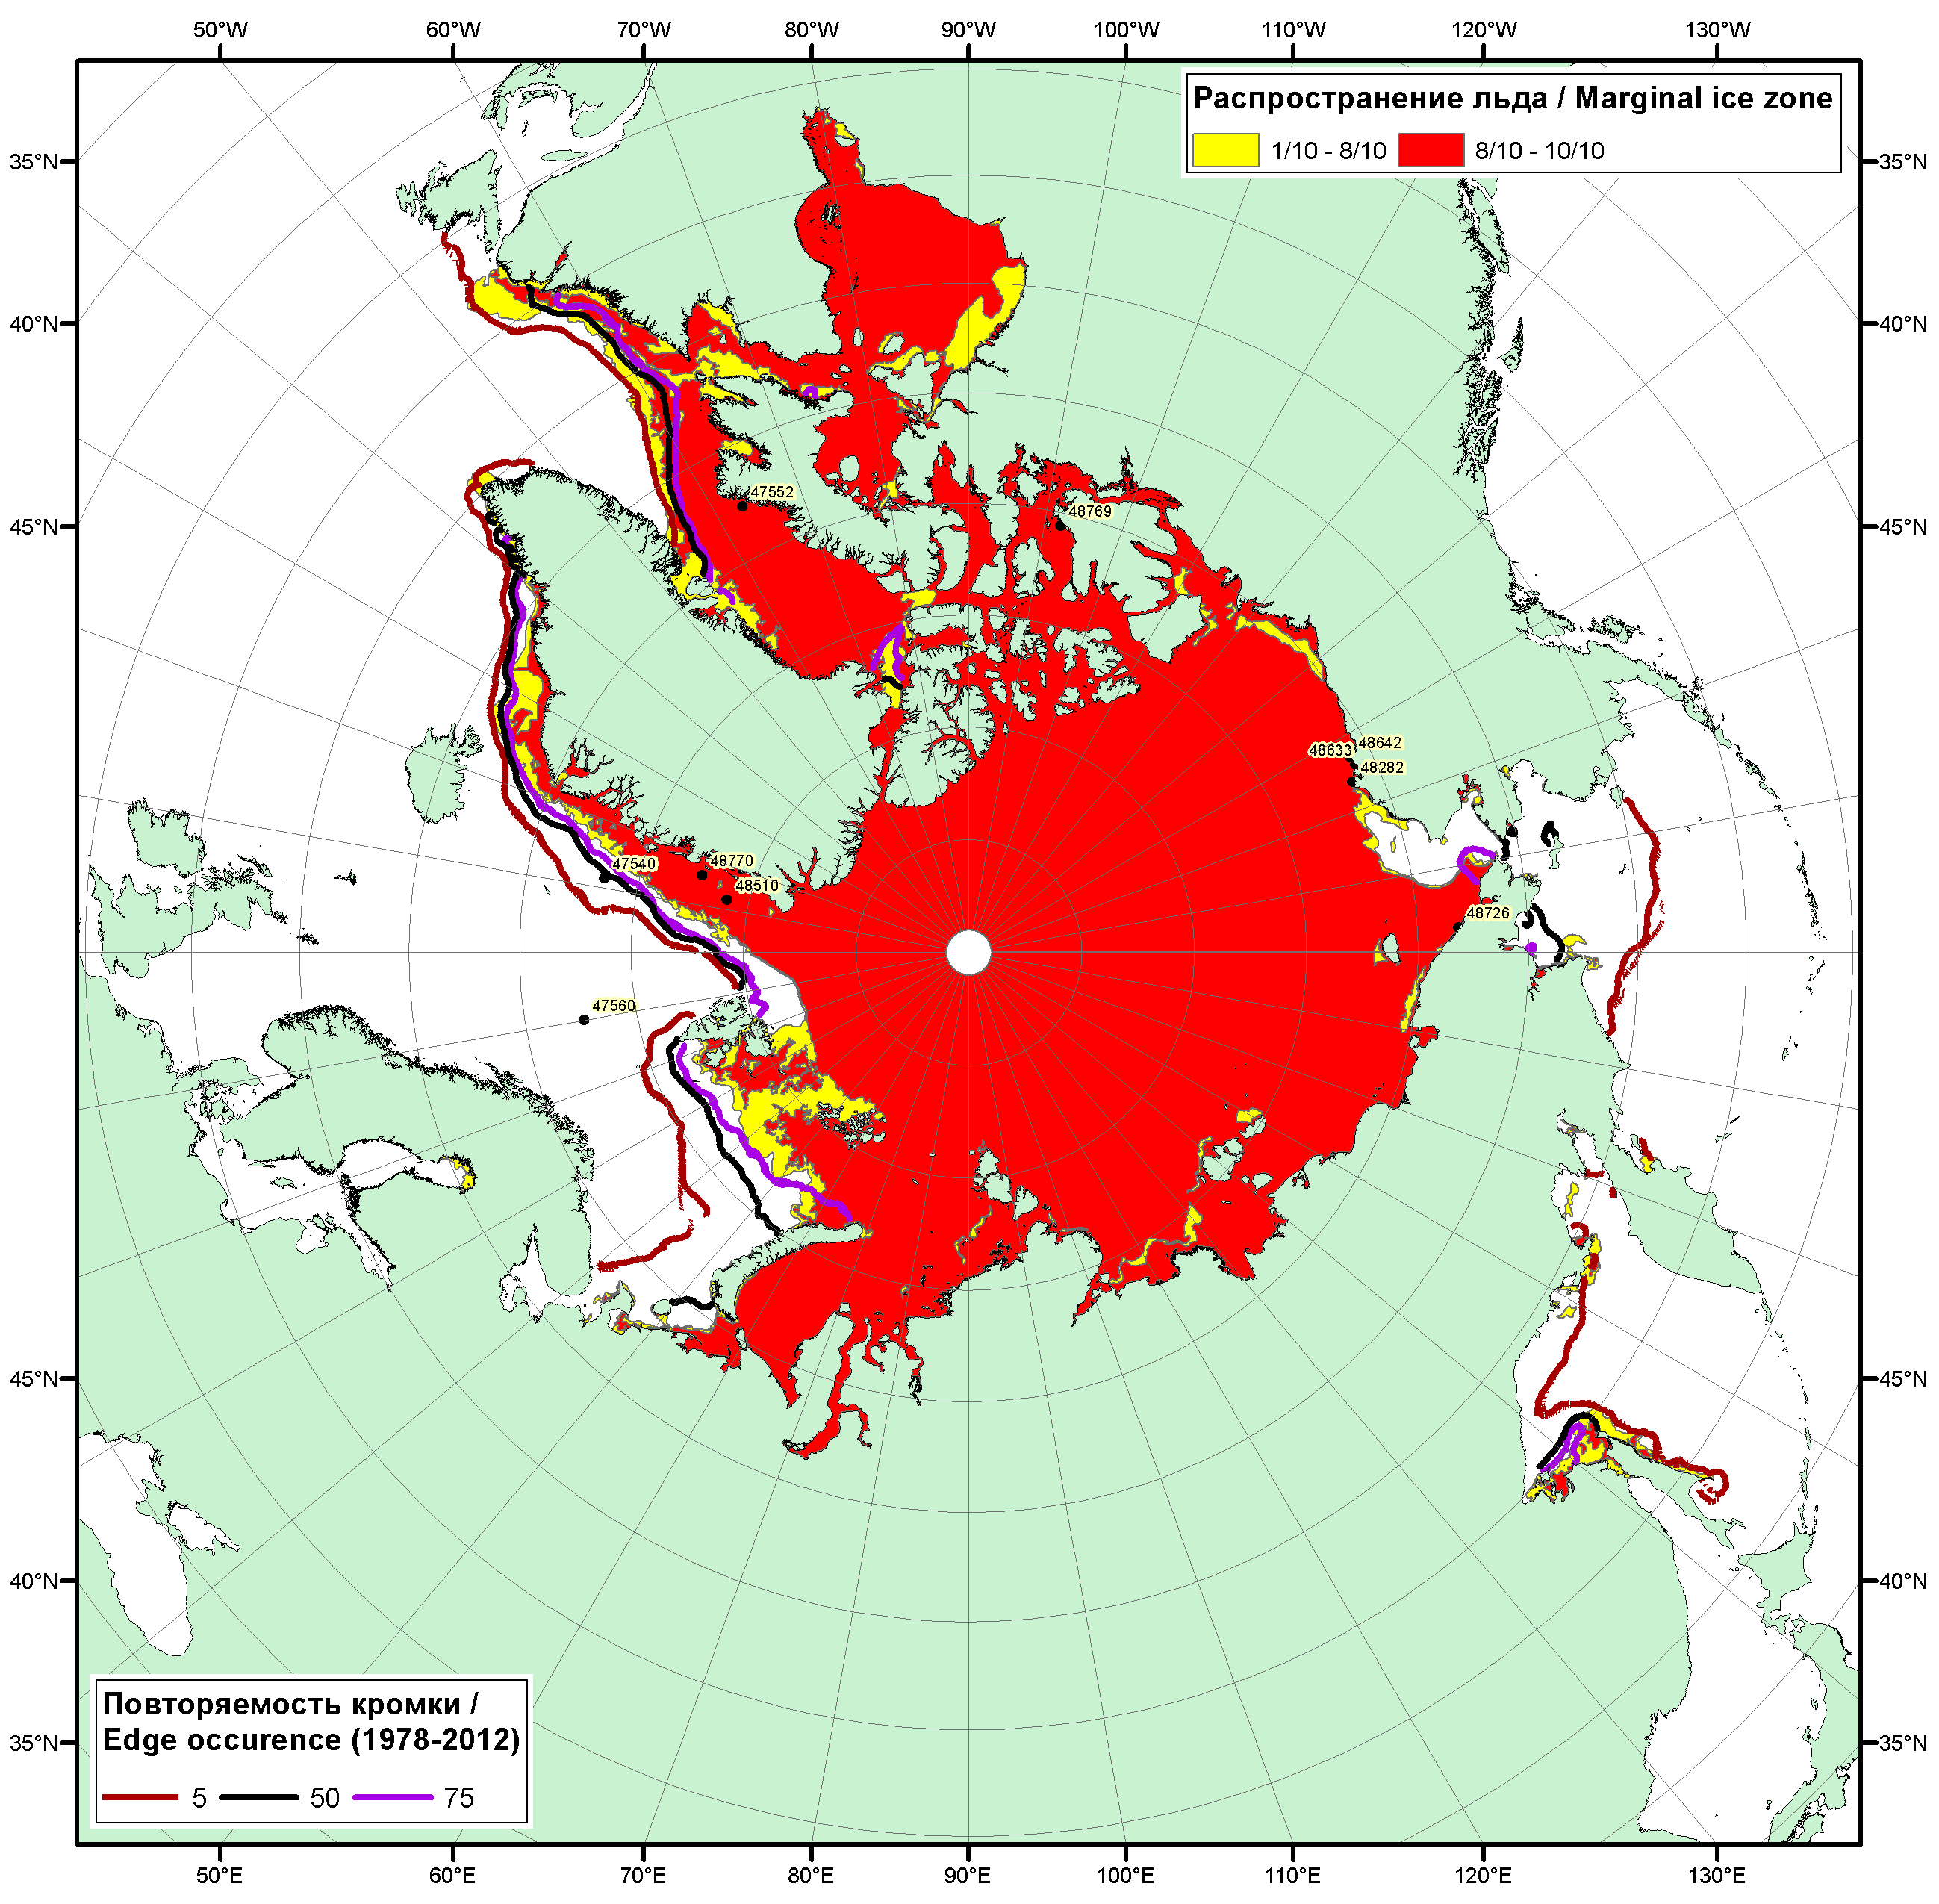 50°W 60°W 70°W 80°W 90°W 100°W 110°W 120°W 130°W
Распространение льда / Marginal ice zone
1/10 - 8/10 8/10 - 10/10
35°N 35°N
40°N 40°N
47552
48769
45°N 45°N
48642
48633
48282
47540 48770
48510
48726
47560
45°N 45°N
40°N 40°N
Повторяемость кромки /
Edge occurence (1978-2012)
35°N 35°N
5 50 75
50°E 60°E 70°E 80°E 90°E 100°E 110°E 120°E 130°E